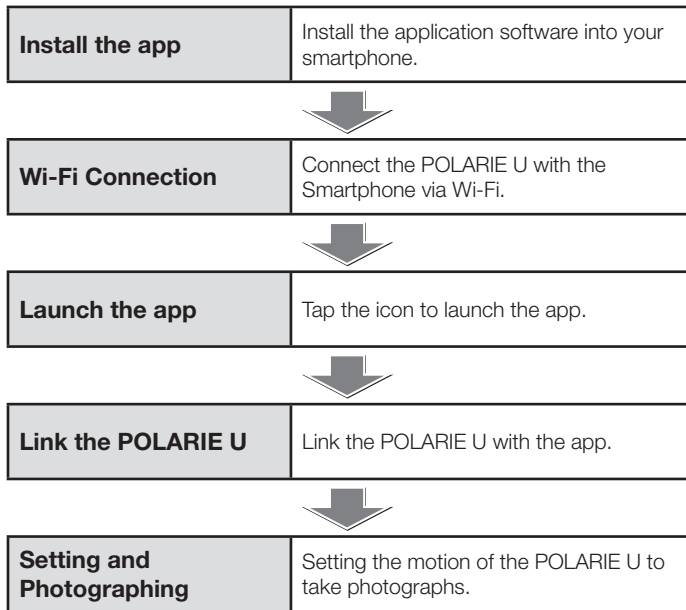 Install the app
Install the application software into your
smartphone.
Wi-Fi Connection
Connect the POLARIE U with the
Smartphone via Wi-Fi.
Launch the app
Tap the icon to launch the app.
Link the POLARIE U
Link the POLARIE U with the app.
Setting and
Photographing
Setting the motion of the POLARIE U to
take photographs.